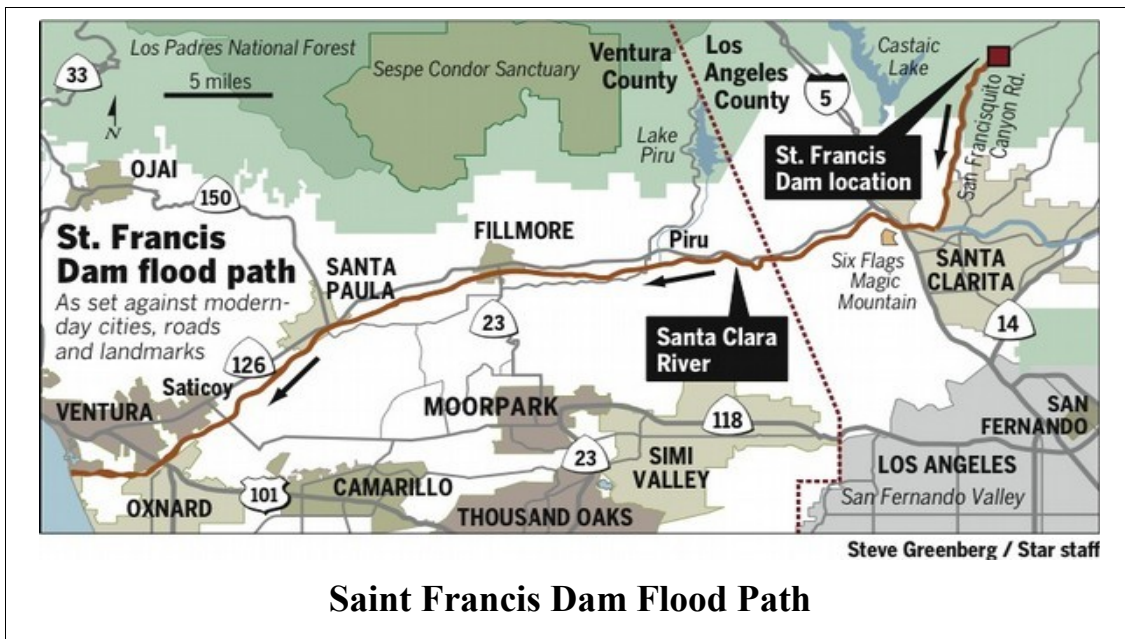 Los Padres National Forest
33
5 miles
N
Sespe Condor Sanctuary
Ventura
County
Los
Angeles
County
5
Castaic
Lake
San Francisquito
Canyon Rd.
Lake
Piru
St. Francis
Dam location
OJAI
150
St. Francis
Dam flood path
As set against modern-
day cities, roads
and landmarks
FILLMORE
Piru
SANTA
PAULA
Six Flags
Magic
Mountain
SANTA
CLARITA
23
14
Santa Clara
River
126
Saticoy
VENTURA
MOORPARK
118
SAN
FERNANDO
23
SIMI
VALLEY
LOS ANGELES
San Fernando Valley
OXNARD
101
CAMARILLO
THOUSAND OAKS
Steve Greenberg / Star staff
Saint Francis Dam Flood Path